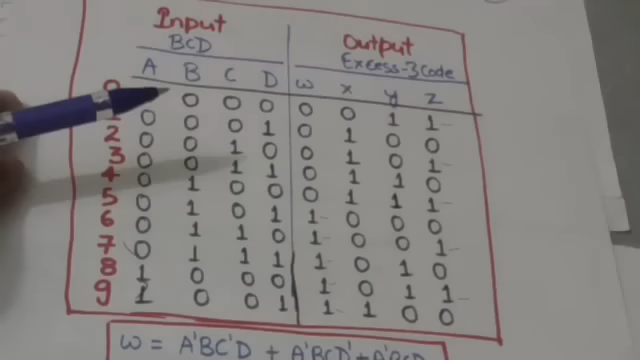 Input Output
BCD Excess-3 Code
A B C D W X Y Z
0 0 0 0 0 0 1 1
0 0 0 1 0 1 0 0
2 0 0 1 0 0 1 0 1
3 0 0 1 1 0 1 1 0
4 0 1 0 0 0 1 1 1
5 0 1 0 1 1 0 0 0
6 0 1 1 0 1 0 0 1
7 0 1 1 1 1 0 1 0
8 1 0 0 0 1 0 1 1
9 1 0 0 1 1 1 0 0
W = A'BC'D + A'BCD' + A'BCD